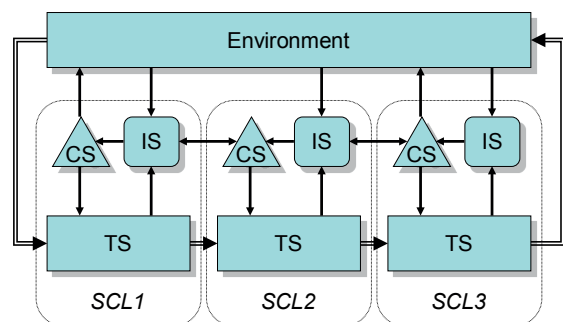 Environment
CS IS CS IS CS IS
TS TS TS
SCL1 SCL2 SCL3